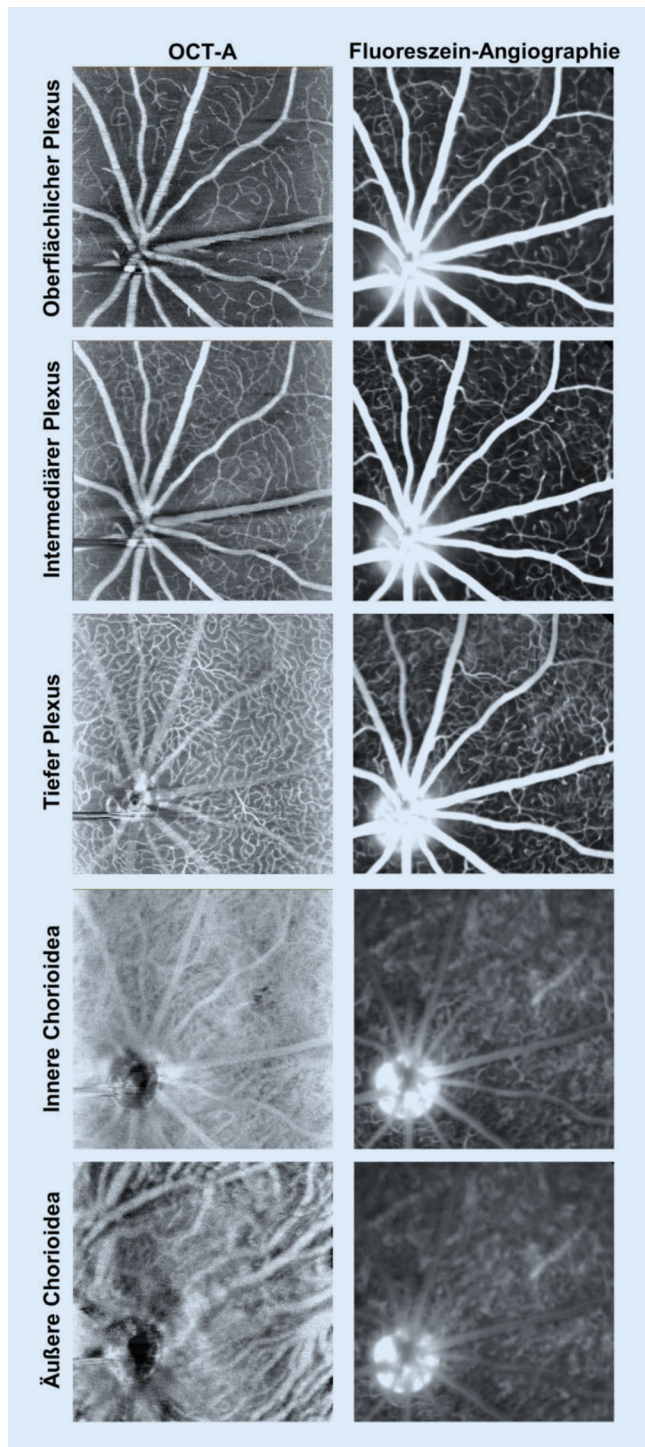 OCT-A
Fluoreszein-Angiographie
Oberflächlicher Plexus
Intermediärer Plexus
Tiefer Plexus
Innere Chorioidea
Äußere Chorioidea